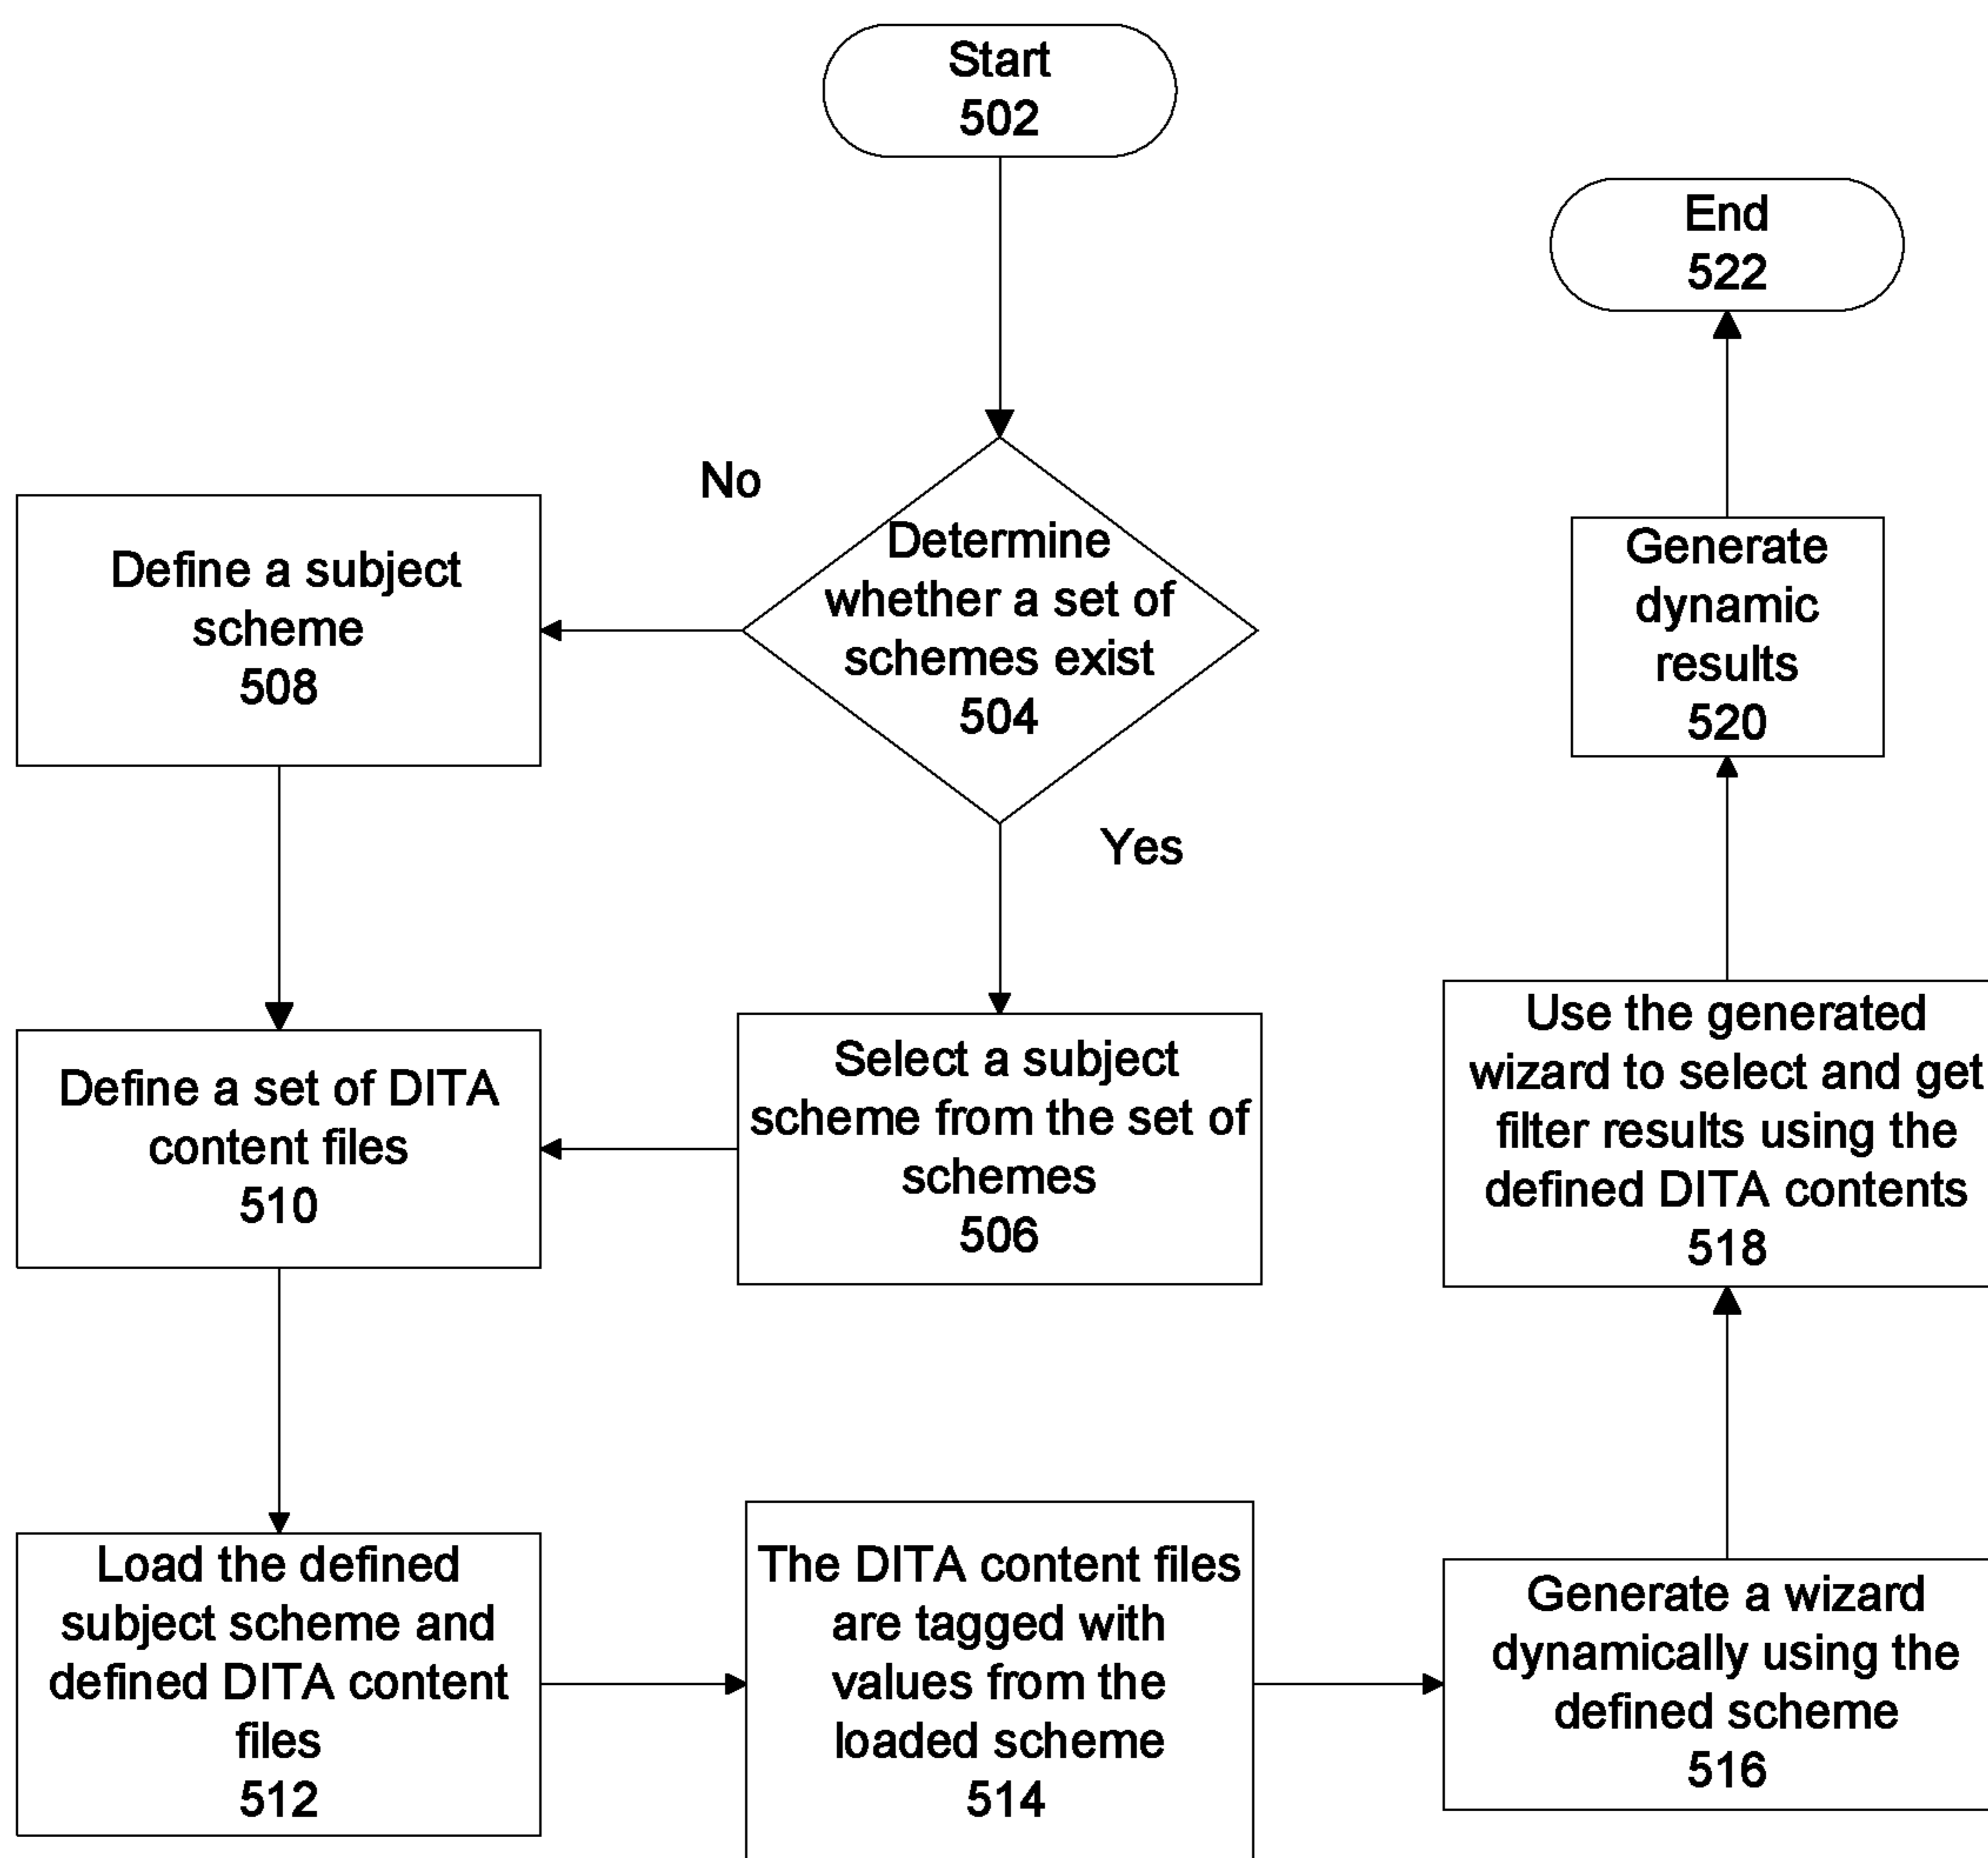 Start
502
No
Determine
whether a set of
schemes exist
504
Yes
Define a subject
scheme
508
Select a subject
scheme from the set of
schemes
506
Define a set of DITA
content files
510
Load the defined
subject scheme and
defined DITA content
files
512
The DITA content files
are tagged with
values from the
loaded scheme
514
Generate a wizard
dynamically using the
defined scheme
516
Use the generated
wizard to select and get
filter results using the
defined DITA contents
518
Generate
dynamic
results
520
End
522